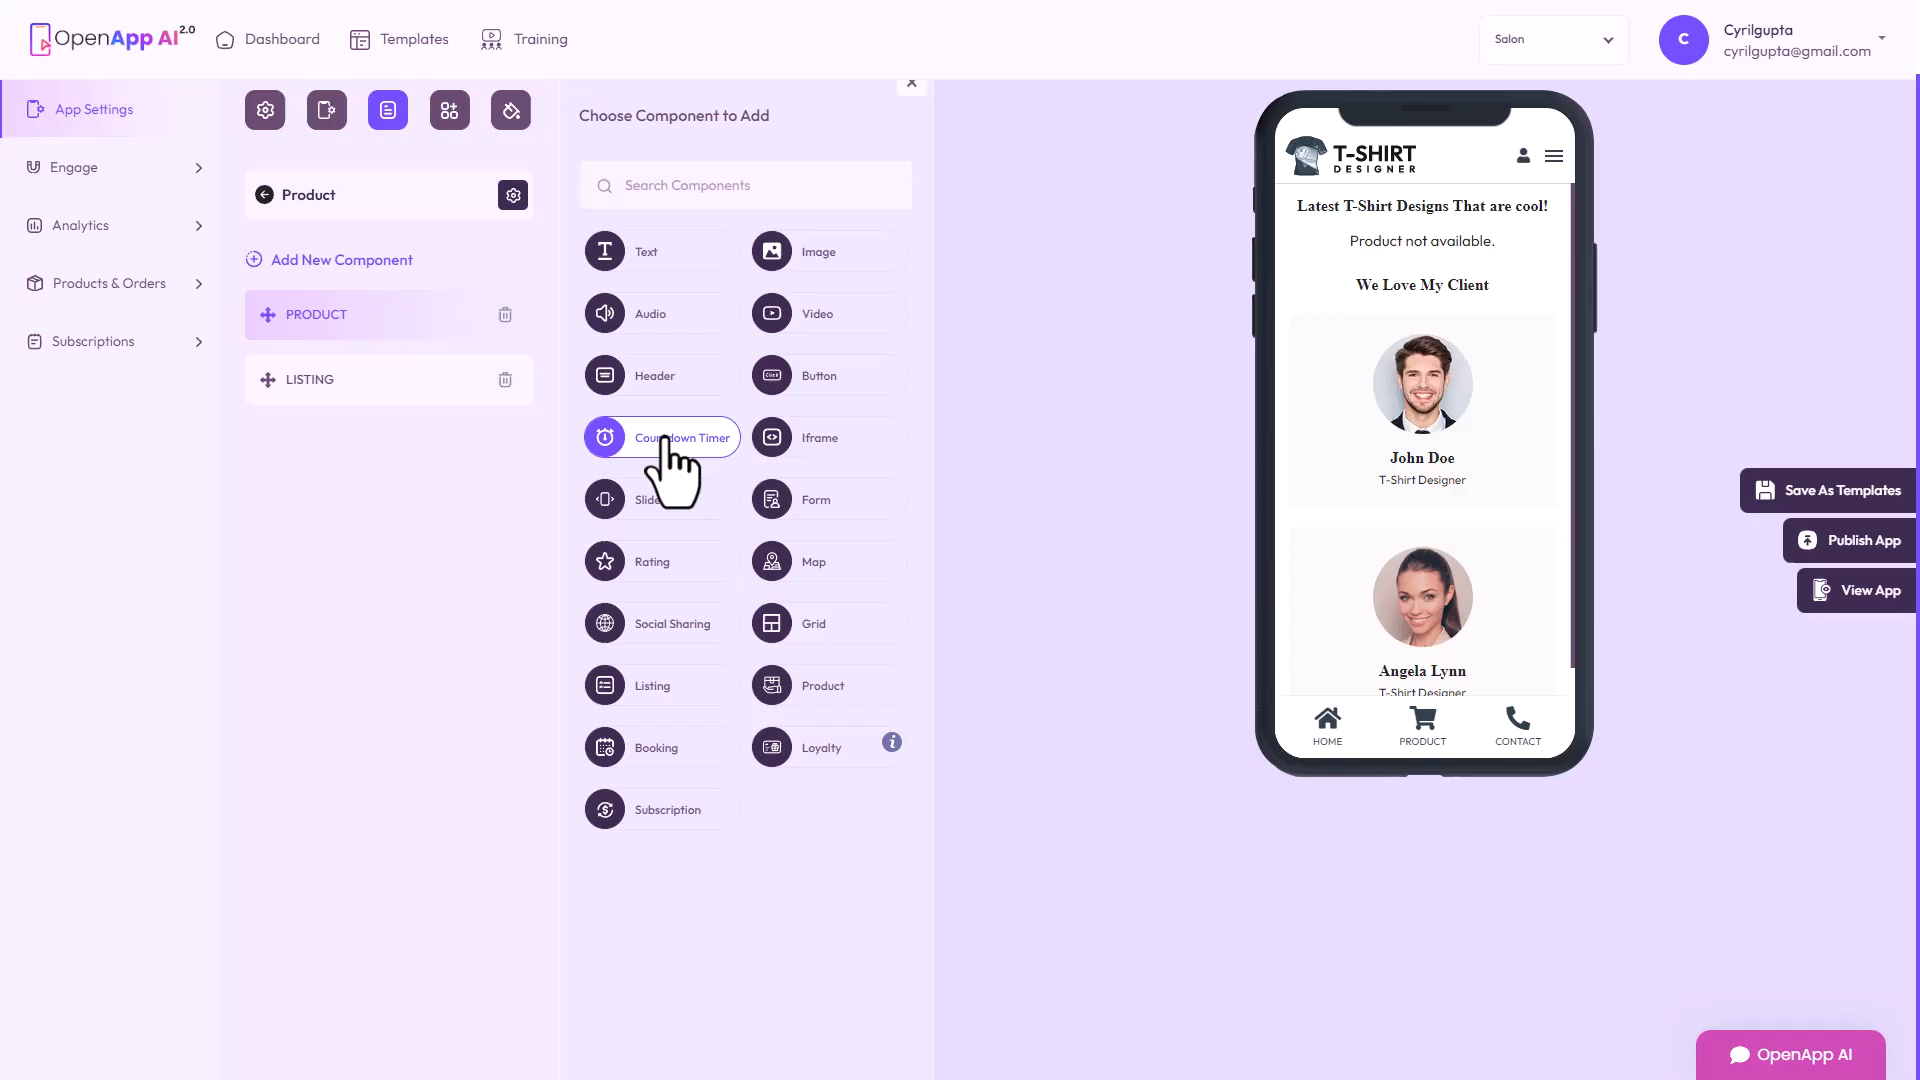 OpenApp AI 2.0
Dashboard
Templates
Training
Salon
C
Cyrilgupta
cyrilgupta@gmail.com
App Settings
Engage
Analytics
Products & Orders
Subscriptions
Product
Add New Component
PRODUCT
LISTING
Choose Component to Add
Search Components
Text
Image
Audio
Video
Header
Click
Button
Countdown Timer
Iframe
Form
Rating
Map
Social Sharing
Grid
Listing
Product
Booking
Loyalty
i
Subscription
T-SHIRT
DESIGNER
Latest T-Shirt Designs That are cool!
Product not available.
We Love My Client
John Doe
T-Shirt Designer
Angela Lynn
T-Shirt Designer
HOME
PRODUCT
CONTACT
Save As Templates
Publish App
View App
OpenApp AI